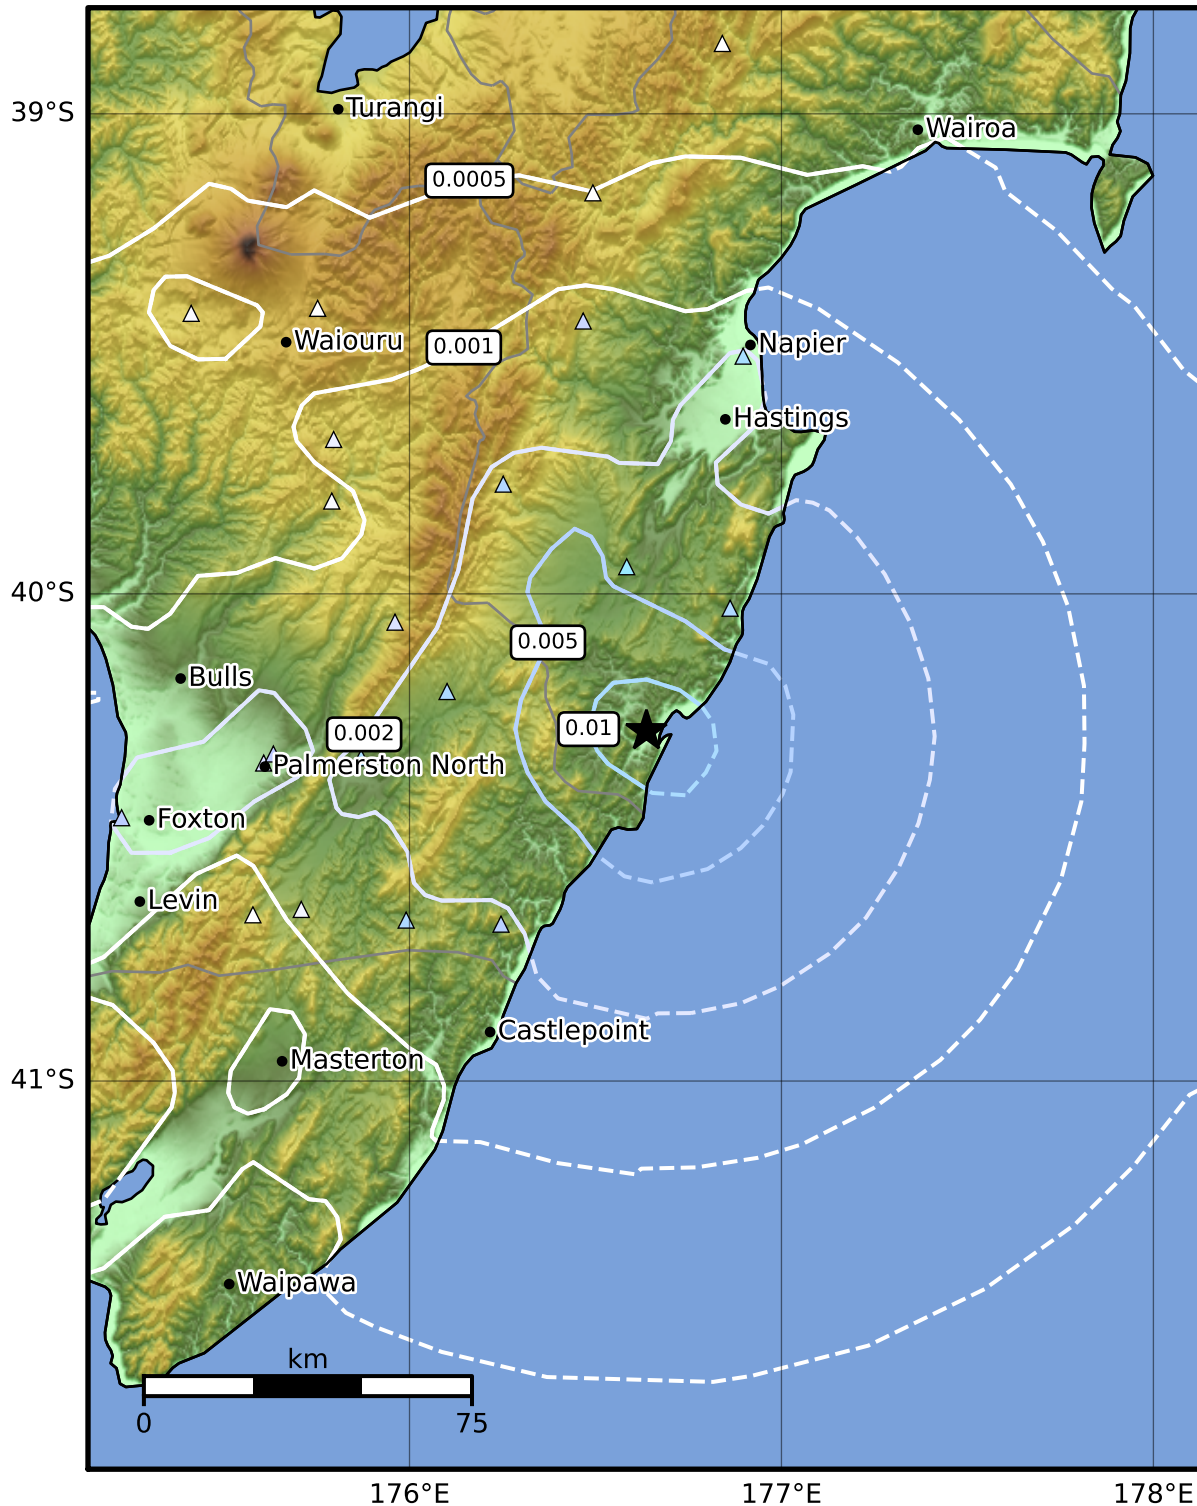 39°S
Turangi
Wairoa
0.0005
Waiouru
0.001
Napier
Hastings
40°S
0.005
Bulls
0.01
0.002
Palmerston North
Foxton
Levin
Castlepoint
Masterton
41°S
Waipawa
km
0 75
176°E 177°E 178°E